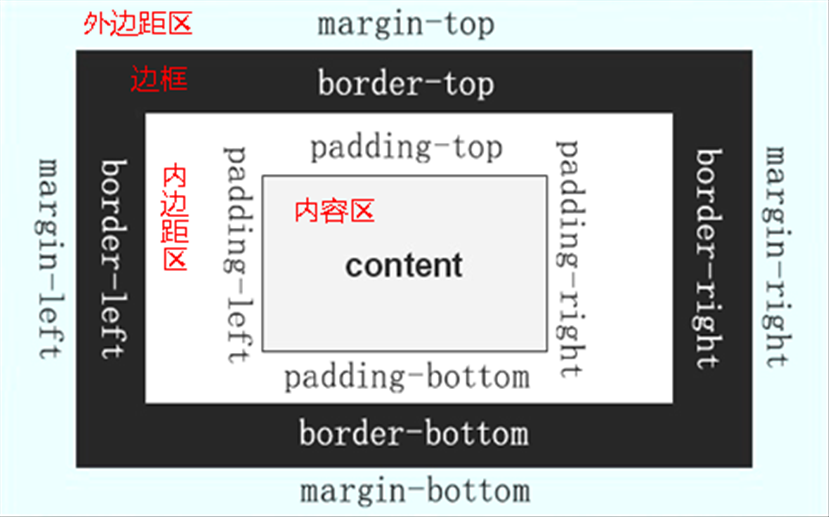 外边距区
margin-top
边框
border-top
padding-top
margin-left
border-left
内边距区
padding-left
内容区
content
padding-right
border-right
margin-right
padding-bottom
border-bottom
margin-bottom